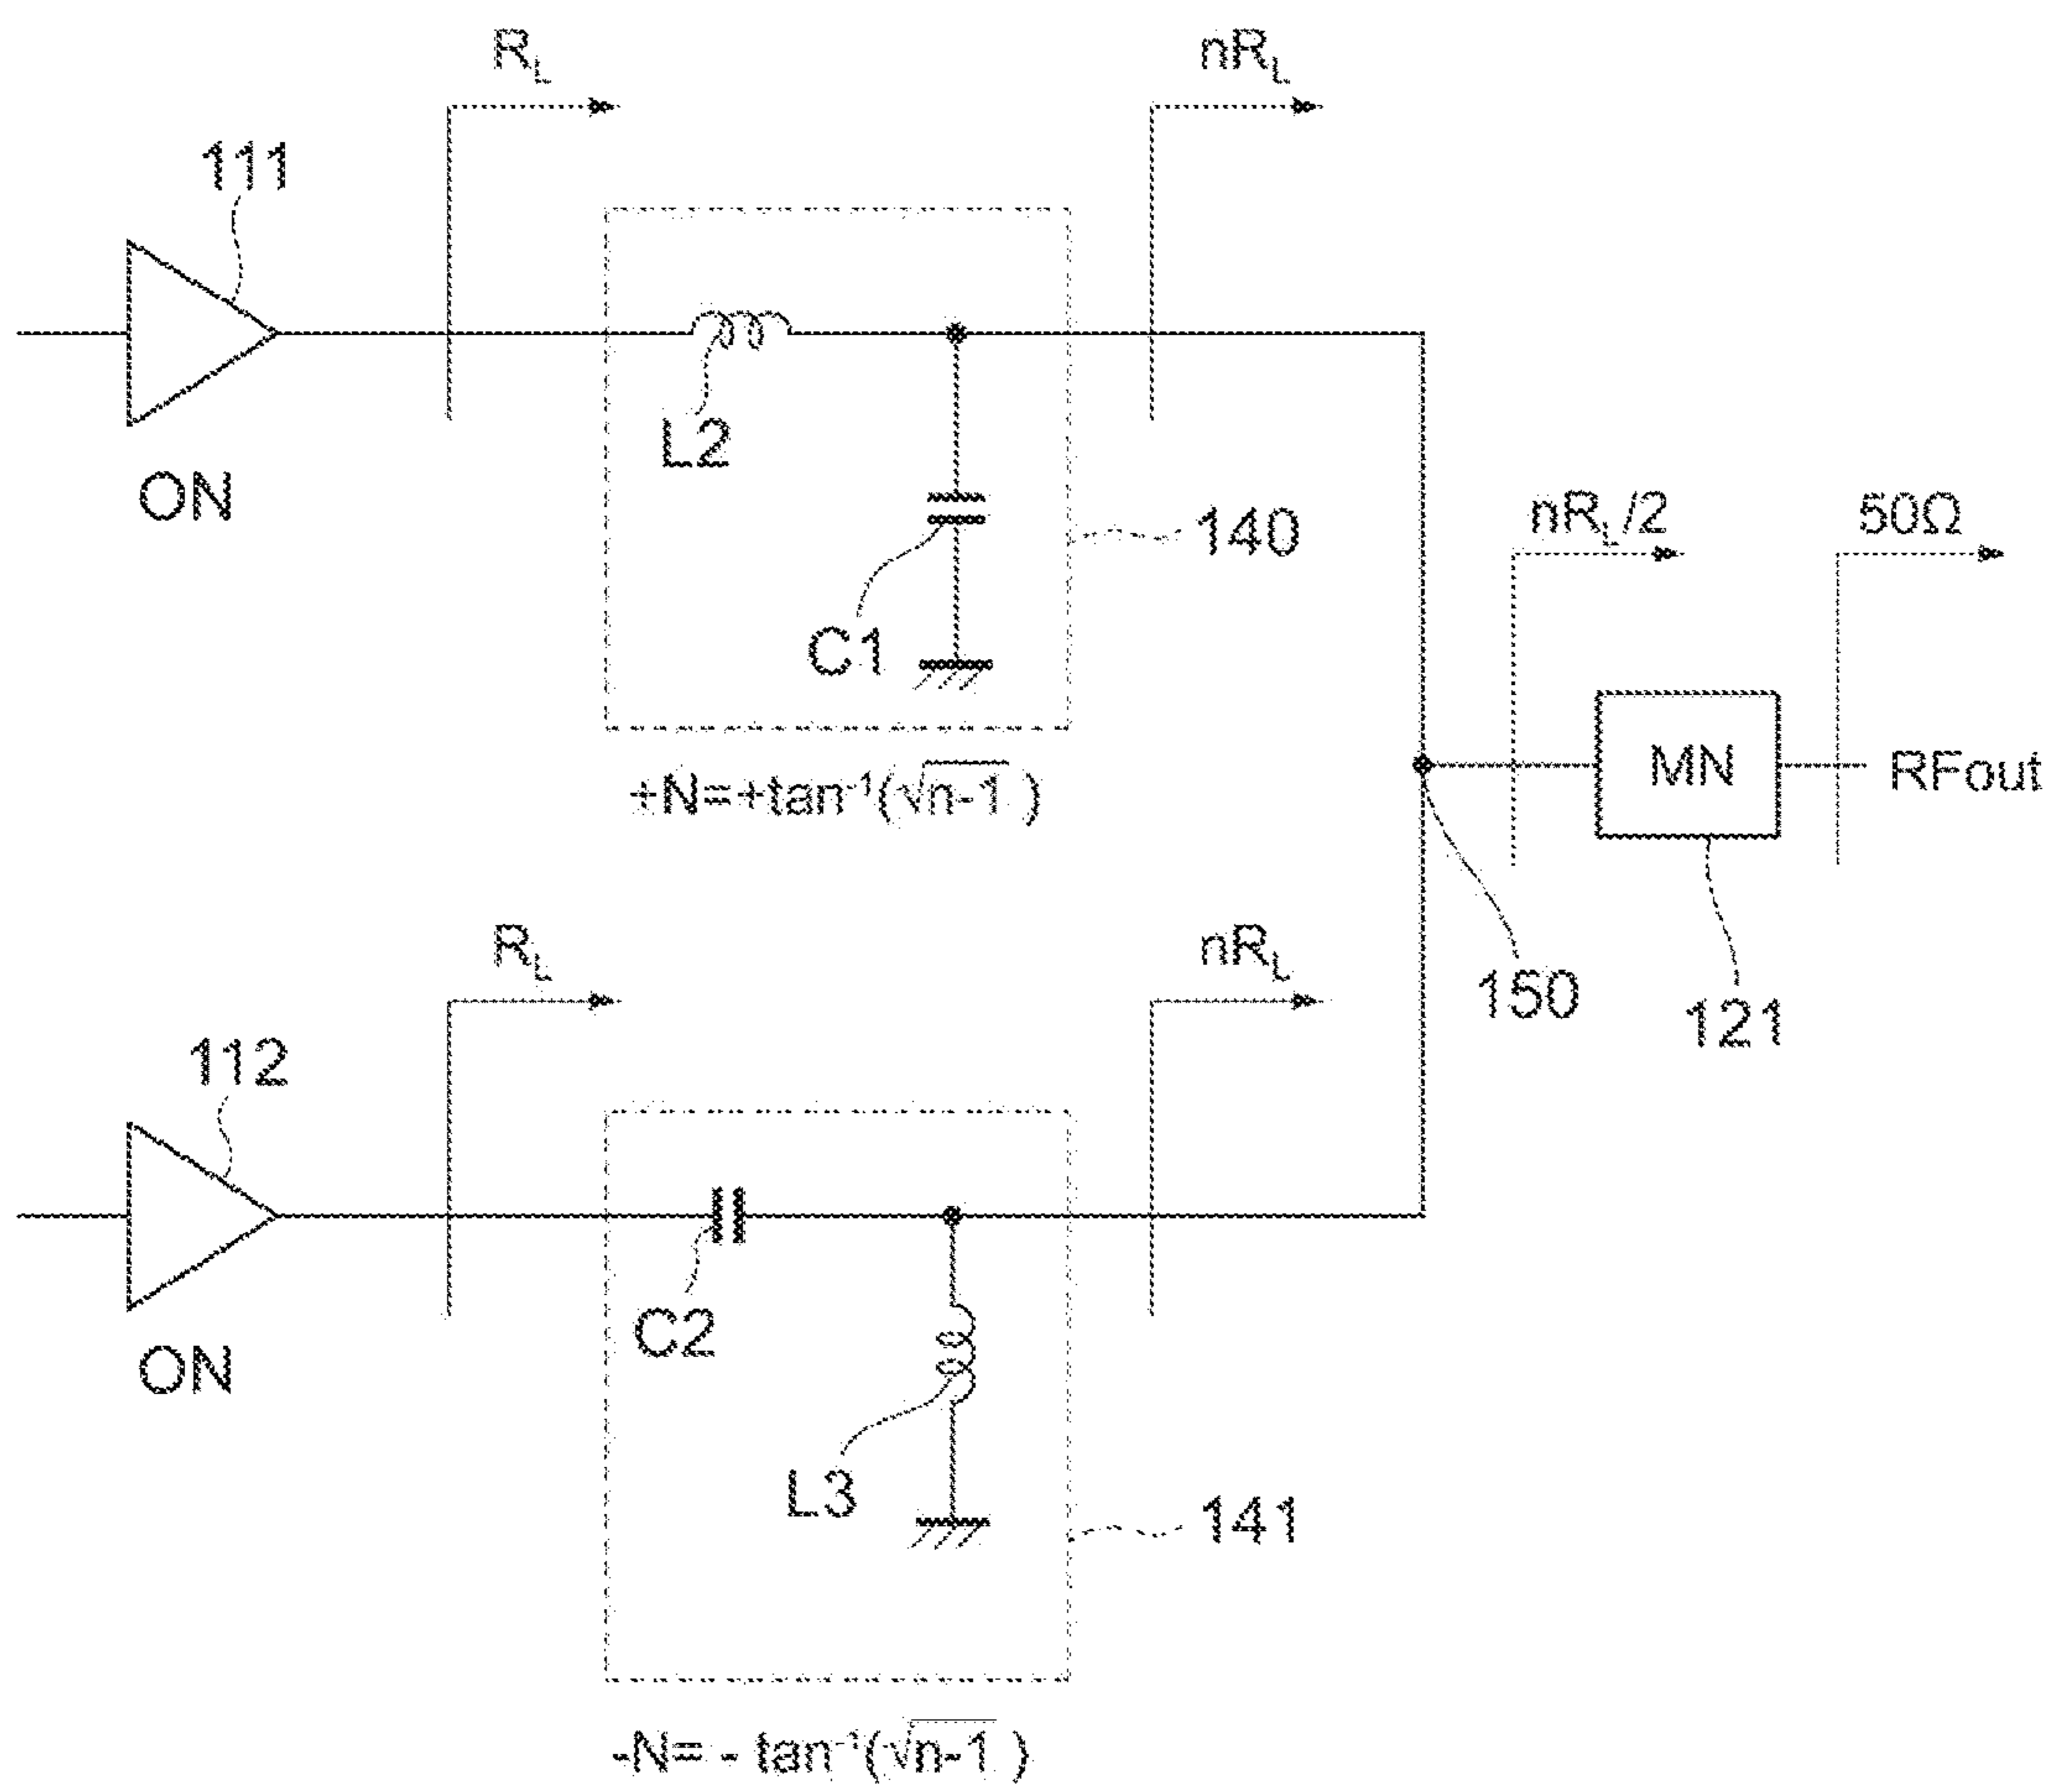 R_L
nR_L
111
L2
ON
140
C1
nR_L/2
50Ω
+N=+tan⁻¹(√n-1)
MN
RFout
R_L
nR_L
150
121
112
C2
ON
L3
141
-N= - tan⁻¹(√n-1)